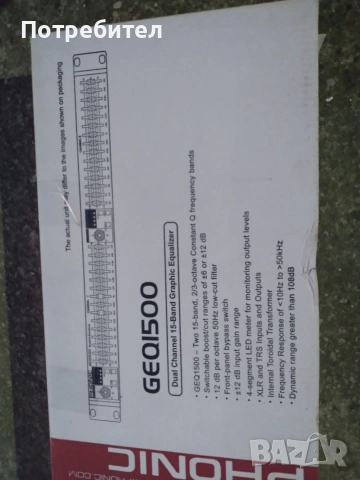 Потребител
The actual unit may differ to the images shown on packaging
GEQ1500
Dual Channel 15-Band Graphic Equalizer
• GEQ1500 - Two 15-band, 2/3-octave Constant Q frequency bands
• Switchable boost/cut ranges of ±6 or ±12 dB
• 12 dB per octave 50Hz low-cut filter
• Front-panel bypass switch
• ±12 dB input gain range
• 4-segment LED meter for monitoring output levels
• XLR and TRS Inputs and Outputs
• Internal Toroidal Transformer
• Frequency Response of <10Hz to >50kHz
• Dynamic range greater than 108dB
PHONIC
BAZAR